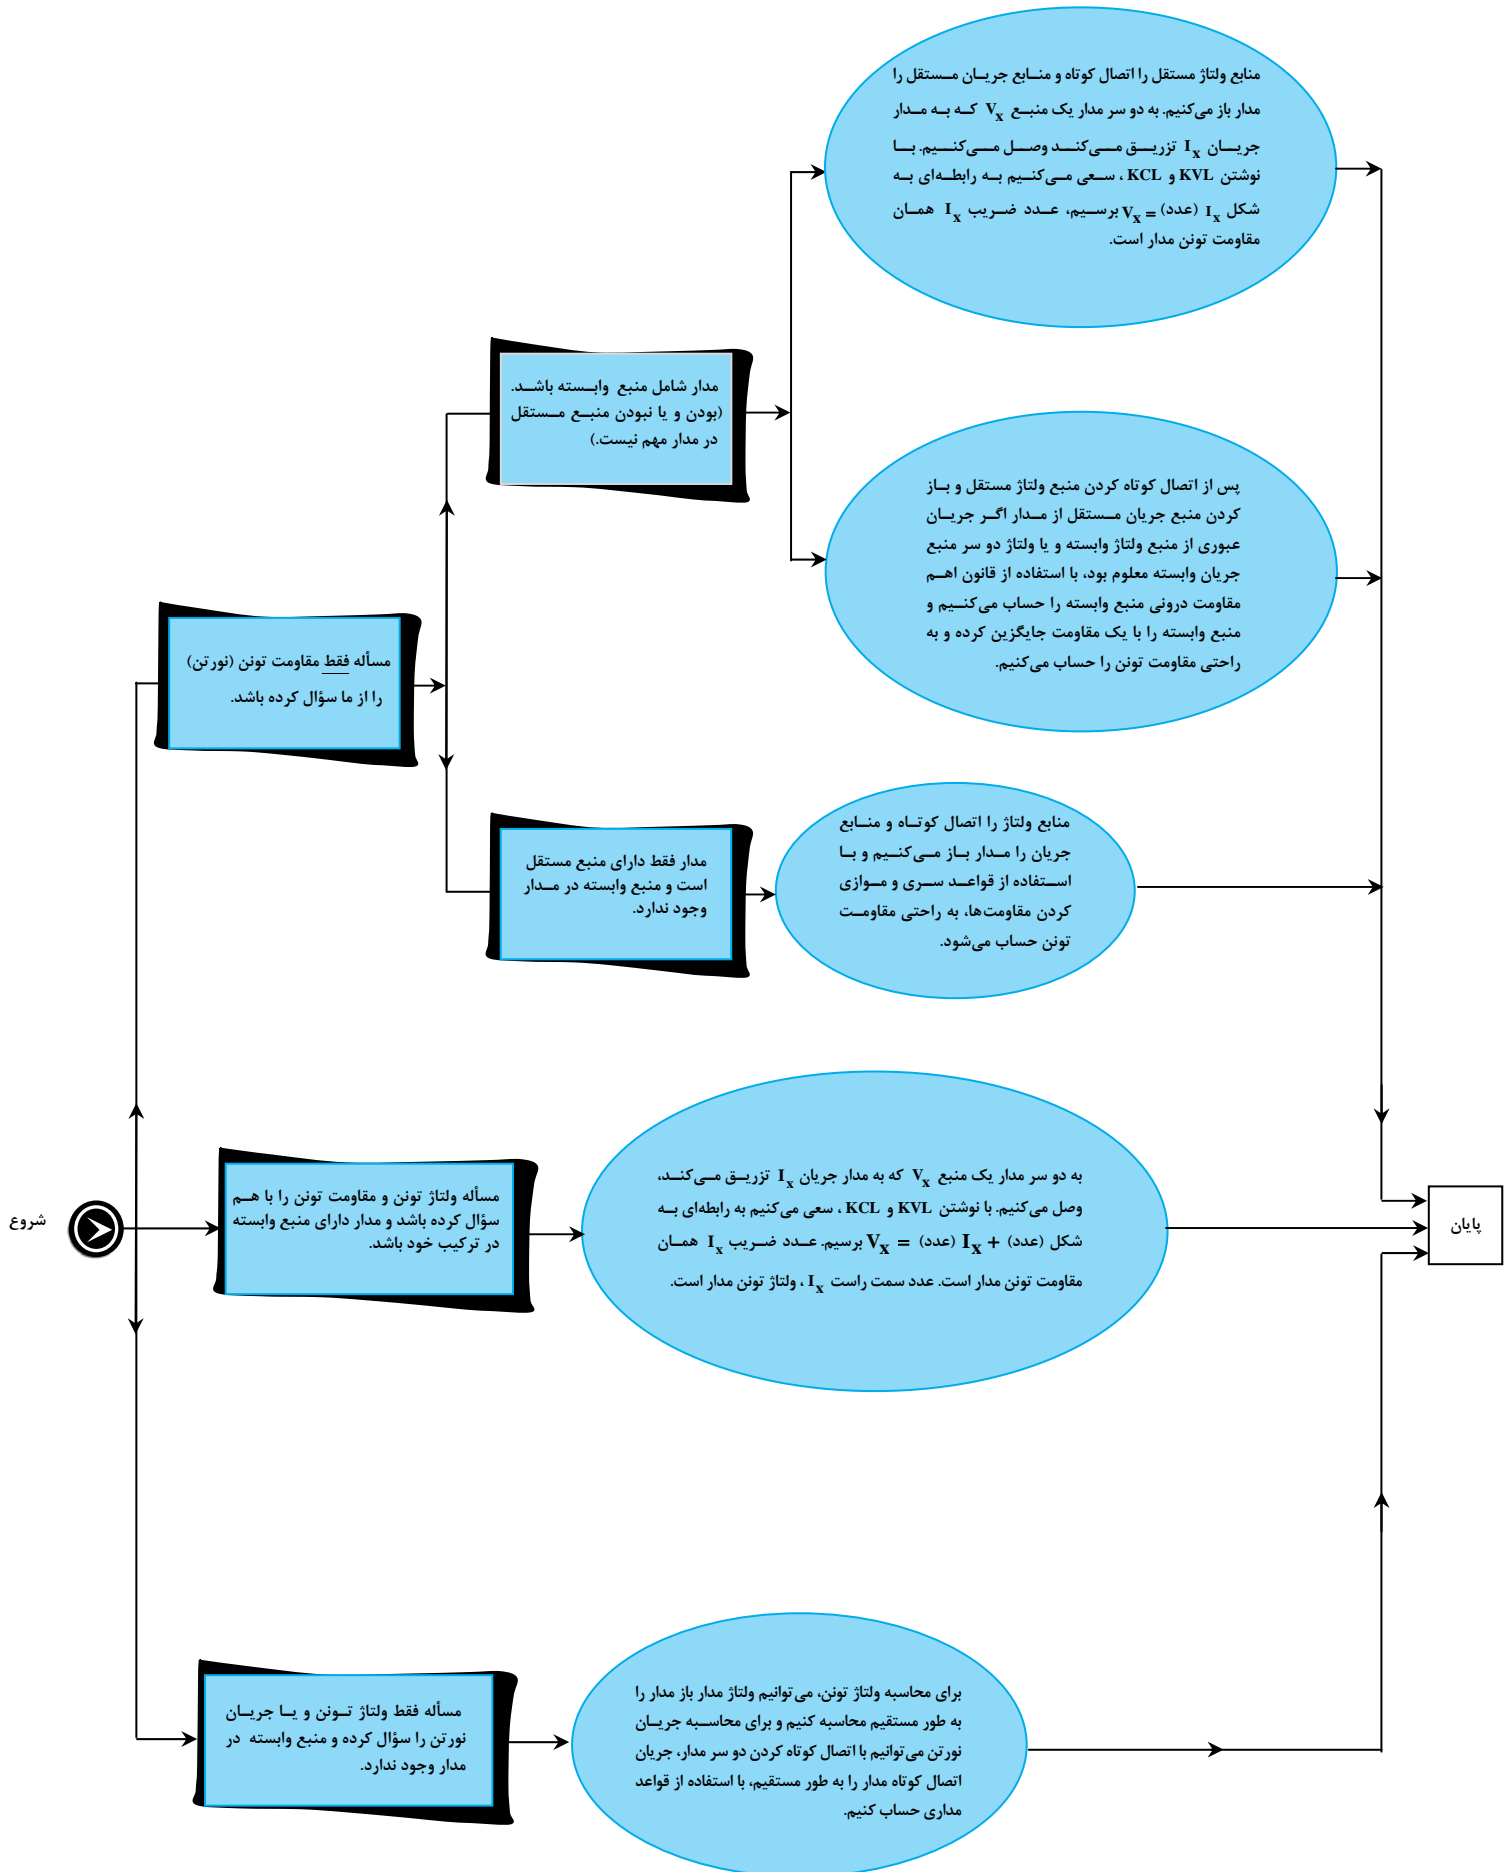 منابع ولتاژ مستقل را اتصال کوتاه و منابع جریان مستقل را
مدار باز می‌کنیم. به دو سر مدار یک منبع Vx که به مدار
جریان Ix تزریق می‌کند وصل می‌کنیم. با
نوشتن KVL و KCL ، سعی می‌کنیم به رابطه‌ای به
شکل Vx = (عدد) Ix برسیم، عدد ضریب Ix همان
مقاومت تونن مدار است.
مدار شامل منبع وابسته باشد.
(بودن و یا نبودن منبع مستقل
در مدار مهم نیست.)
پس از اتصال کوتاه کردن منبع ولتاژ مستقل و باز
کردن منبع جریان مستقل از مدار اگر جریان
عبوری از منبع ولتاژ وابسته و یا ولتاژ دو سر منبع
جریان وابسته معلوم بود، با استفاده از قانون اهم
مقاومت درونی منبع وابسته را حساب می‌کنیم و
منبع وابسته را با یک مقاومت جایگزین کرده و به
راحتی مقاومت تونن را حساب می‌کنیم.
مسأله فقط مقاومت تونن (نورتن)
را از ما سؤال کرده باشد.
مدار فقط دارای منبع مستقل
است و منبع وابسته در مدار
وجود ندارد.
منابع ولتاژ را اتصال کوتاه و منابع
جریان را مدار باز می‌کنیم و با
استفاده از قواعد سری و موازی
کردن مقاومت‌ها، به راحتی مقاومت
تونن حساب می‌شود.
شروع
مسأله ولتاژ تونن و مقاومت تونن را با هم
سؤال کرده باشد و مدار دارای منبع وابسته
در ترکیب خود باشد.
به دو سر مدار یک منبع Vx که به مدار جریان Ix تزریق می‌کند،
وصل می‌کنیم. با نوشتن KVL و KCL ، سعی می‌کنیم به رابطه‌ای به
شکل Vx = (عدد) Ix + (عدد) برسیم. عدد ضریب Ix همان
مقاومت تونن مدار است. عدد سمت راست Ix ، ولتاژ تونن مدار است.
پایان
مسأله فقط ولتاژ تونن و یا جریان
نورتن را سؤال کرده و منبع وابسته در
مدار وجود ندارد.
برای محاسبه ولتاژ تونن، می‌توانیم ولتاژ مدار باز مدار را
به طور مستقیم محاسبه کنیم و برای محاسبه جریان
نورتن می‌توانیم با اتصال کوتاه کردن دو سر مدار، جریان
اتصال کوتاه مدار را به طور مستقیم، با استفاده از قواعد
مداری حساب کنیم.